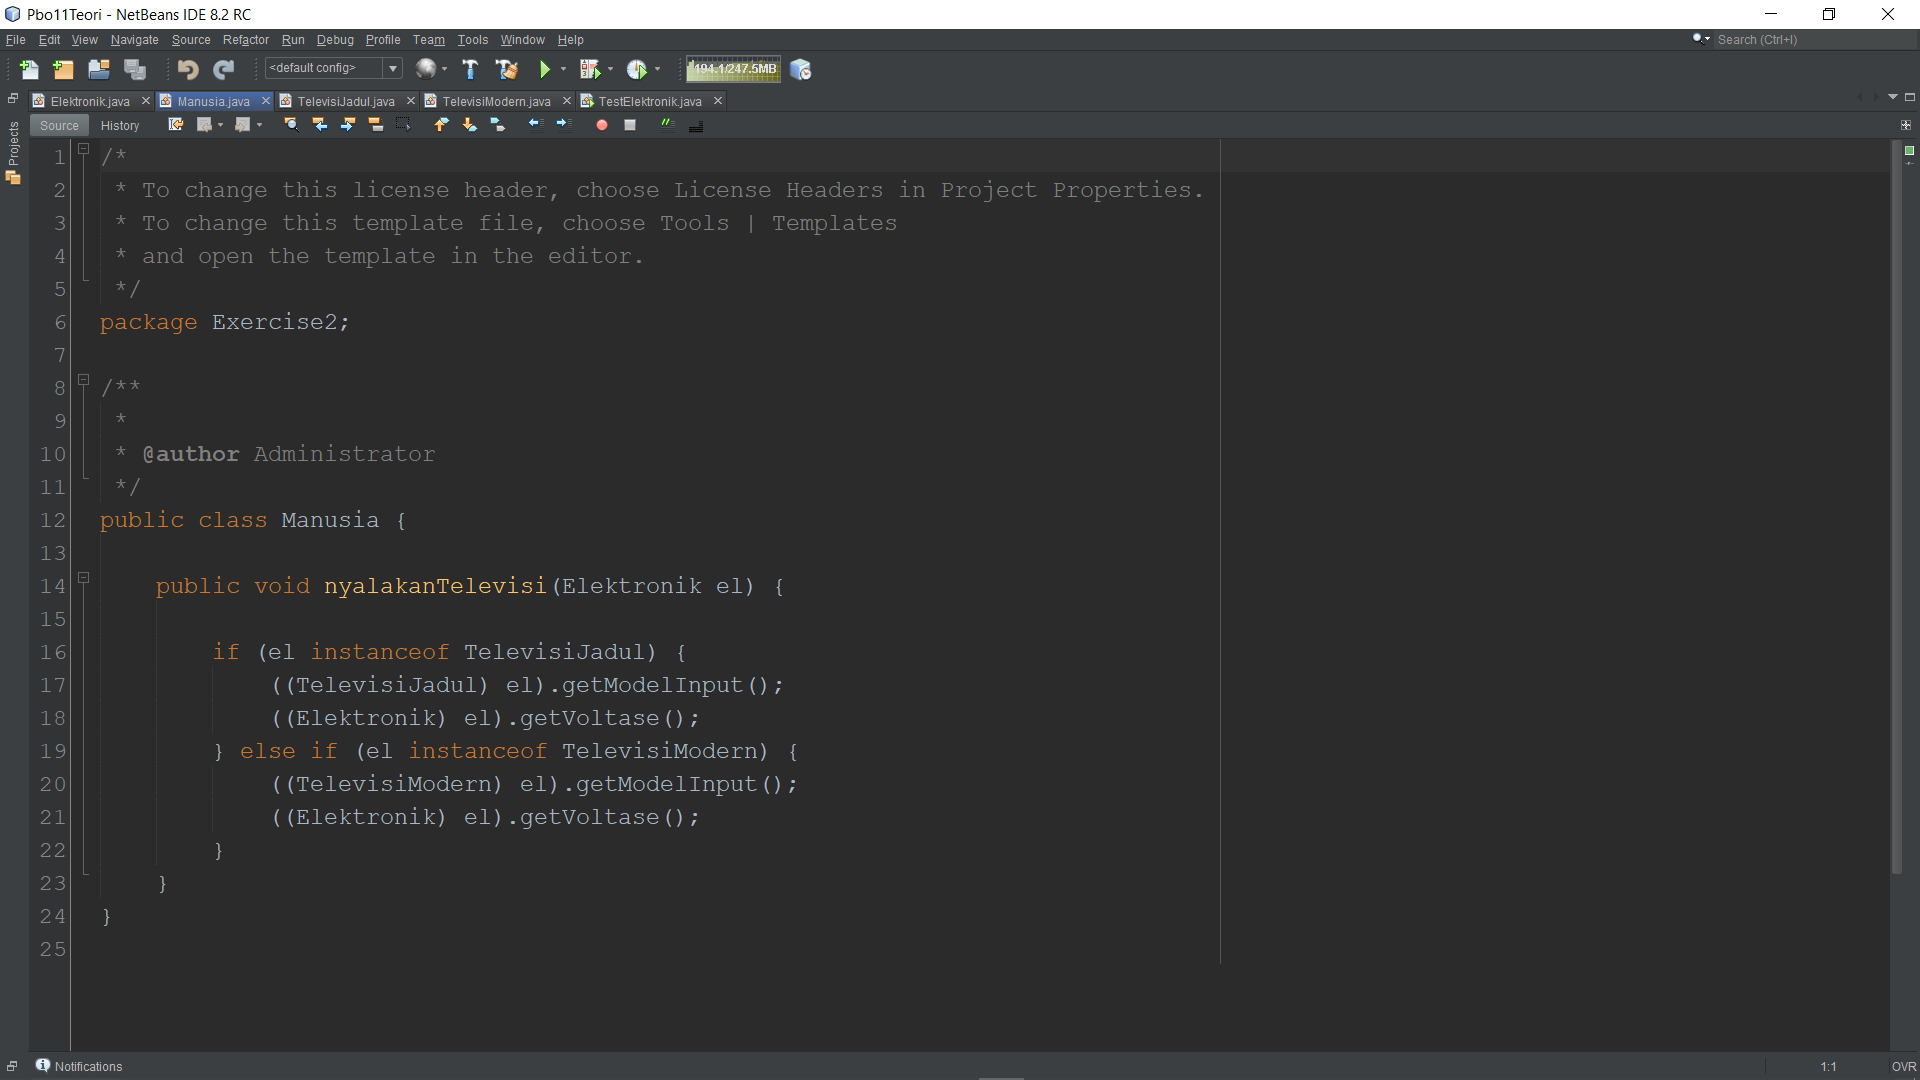 Pbo11Teori - NetBeans IDE 8.2 RC
File Edit View Navigate Source Refactor Run Debug Profile Team Tools Window Help
Search (Ctrl+I)
<default config>
194.1/247.5MB
Elektronik.java Manusia.java TelevisiJadul.java TelevisiModern.java TestElektronik.java
Source History
Projects
1 /*
2 * To change this license header, choose License Headers in Project Properties.
3 * To change this template file, choose Tools | Templates
4 * and open the template in the editor.
5 */
6 package Exercise2;
7
8 /**
9 *
10 * @author Administrator
11 */
12 public class Manusia {
13
14 public void nyalakanTelevisi(Elektronik el) {
15
16 if (el instanceof TelevisiJadul) {
17 ((TelevisiJadul) el).getModelInput();
18 ((Elektronik) el).getVoltase();
19 } else if (el instanceof TelevisiModern) {
20 ((TelevisiModern) el).getModelInput();
21 ((Elektronik) el).getVoltase();
22 }
23 }
24 }
25
Notifications
1:1
OVR